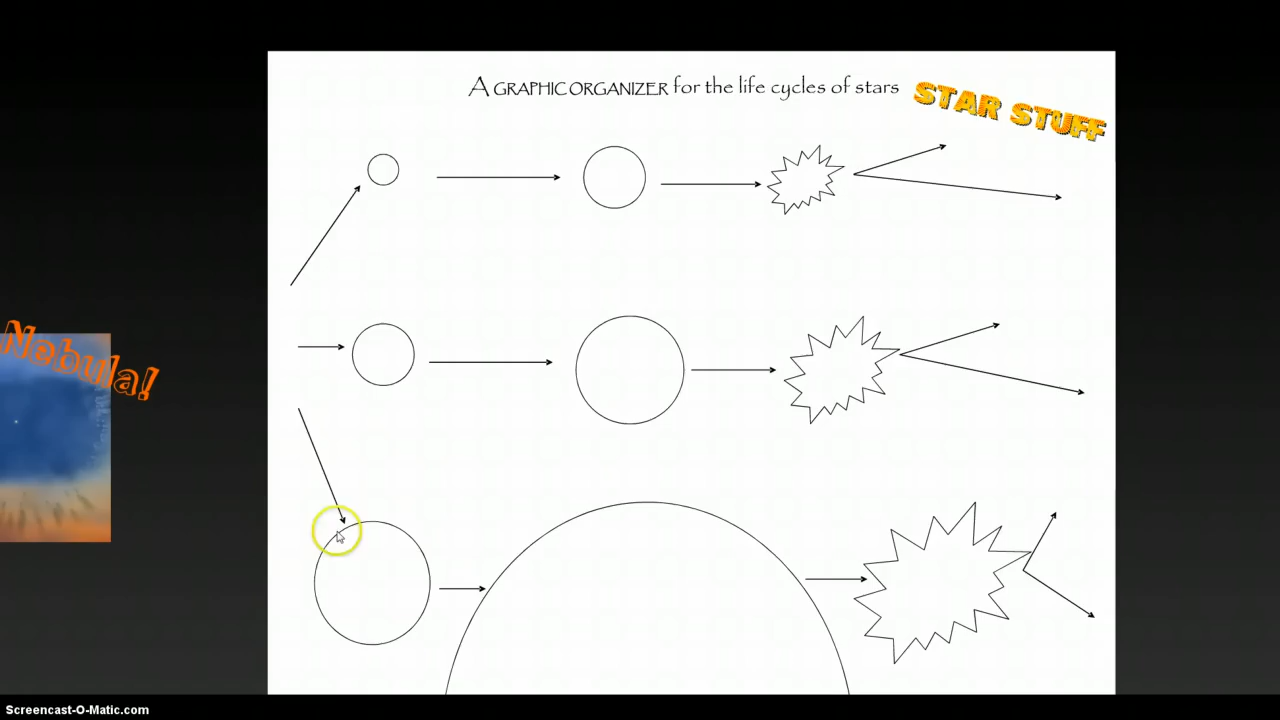 A GRAPHIC ORGANIZER for the life cycles of stars
STAR STUFF
Nebula!
Screencast-O-Matic.com